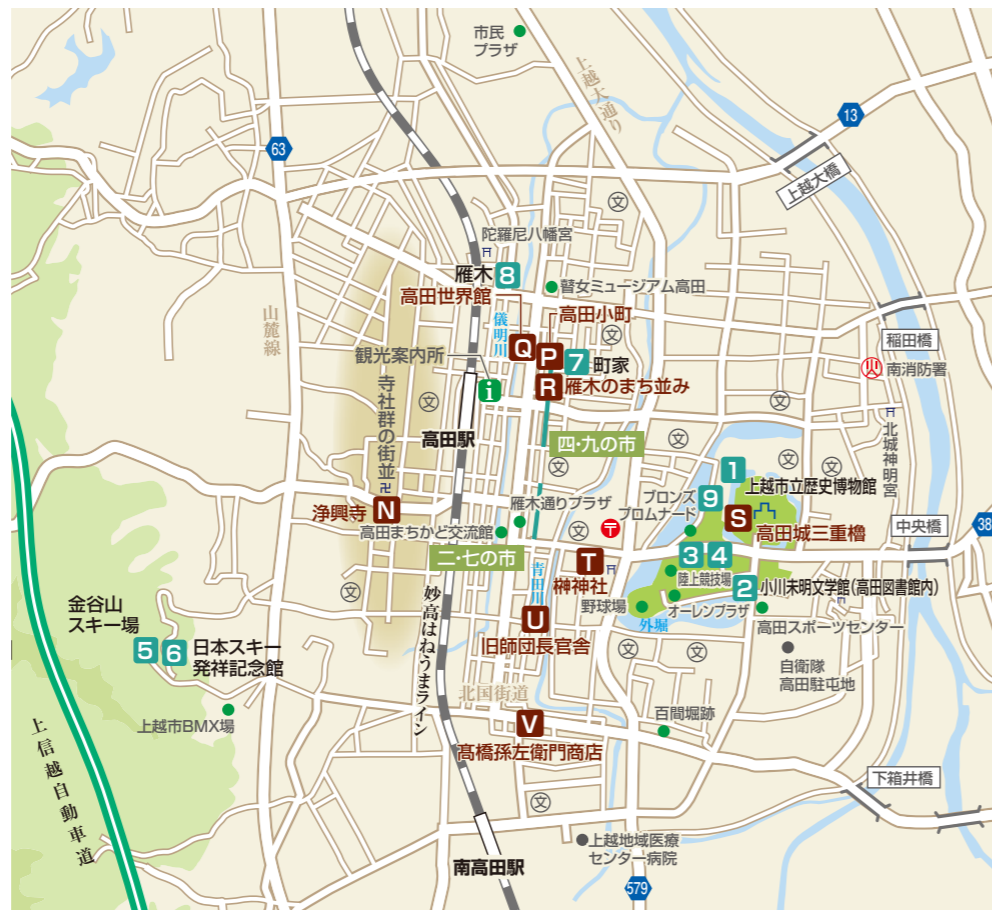 市民
プラザ
上越大通り
13
63
上越大橋
陀羅尼八幡宮
雁木 8
瞽女ミュージアム高田
高田世界館
高田小町
儀明川
山麓線
稲田橋
Q
P
7
町家
観光案内所
南消防署
R
雁木のまち並み
i
寺社群の街並
高田駅
四・九の市
北城神明宮
1
上越市立歴史博物館
ブロンズ
プロムナード
9
雁木通りプラザ
S
高田城三重櫓
N
浄興寺
高田まちかど交流館
中央橋
38
二・七の市
T
榊神社
3 4
陸上競技場
2
小川未明文学館(高田図書館内)
青田川
野球場
オーレンプラザ
外堀
高田スポーツセンター
金谷山
スキー場
5 6
日本スキー
発祥記念館
U
旧師団長官舎
自衛隊
高田駐屯地
妙高はねうまライン
北国街道
上越市BMX場
V
髙橋孫左衛門商店
百間堀跡
上信越自動車道
下箱井橋
南高田駅
上越地域医療
センター病院
579
文
文
文
文
文
文
文
文
文
文
文
文
文